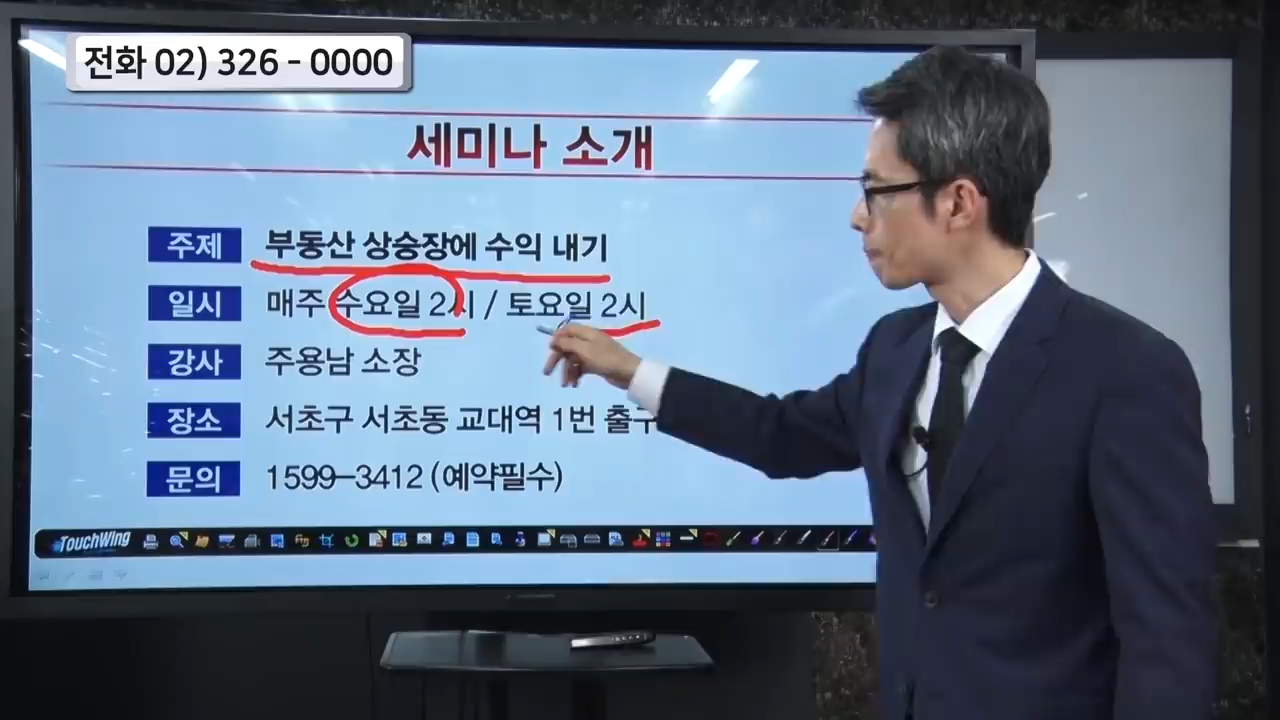 전화 02) 326 - 0000
세미나 소개
주제 부동산 상승장에 수익 내기
일시 매주 수요일 2시 / 토요일 2시
강사 주용남 소장
장소 서초구 서초동 교대역 1번 출구
문의 1599-3412 (예약필수)
TouchWing